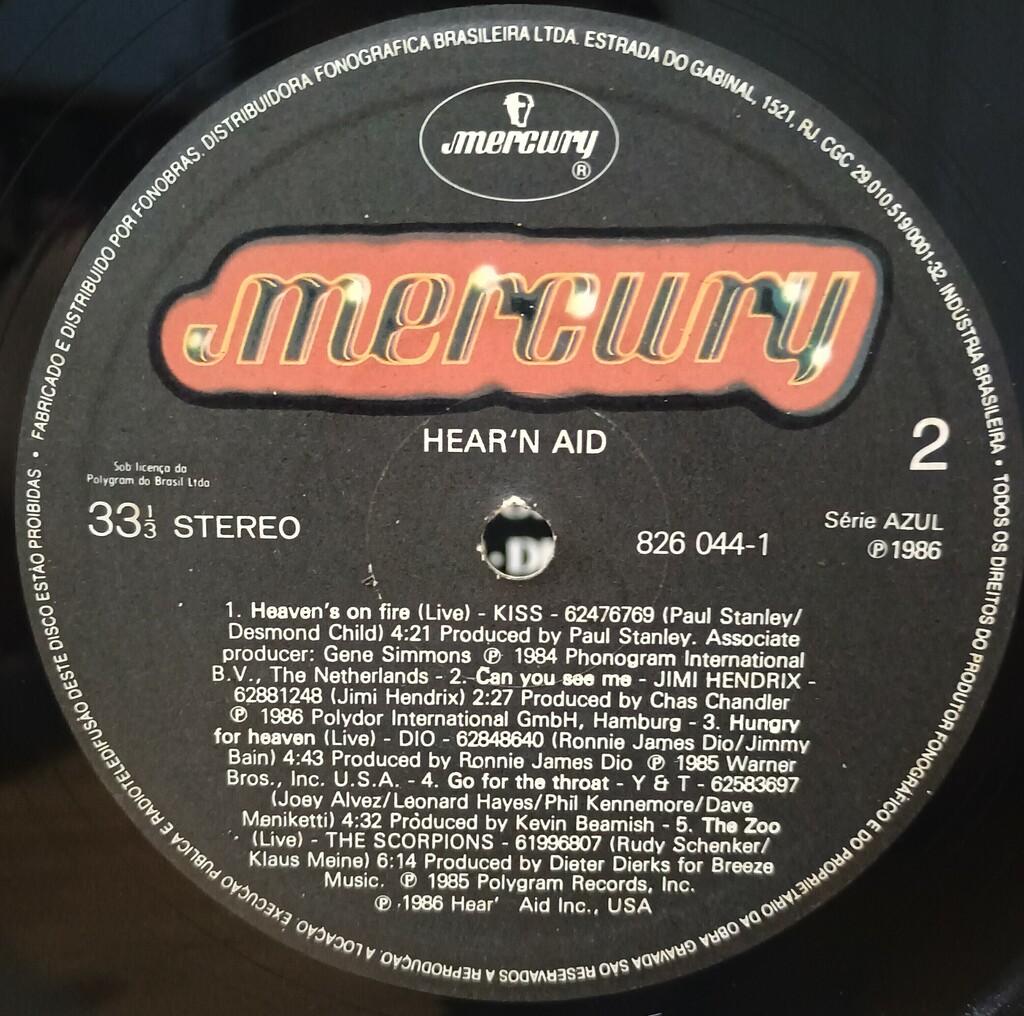 FABRICADO E DISTRIBUIDO POR FONOBRAS. DISTRIBUIDORA FONOGRAFICA BRASILEIRA LTDA. ESTRADA DO GABINAL, 1521, RJ. CGC 29.010.519/0001-32. INDÚSTRIA BRASILEIRA • TODOS OS DIREITOS DO PRODUTOR FONOGRÁFICO E DO PROPRIETARIO DA OBRA GRAVADA SÃO RESERVADOS A REPRODUÇÃO. A LOCAÇÃO. EXECUÇÃO PUBLICA E RADIOTELEDIFUSÃO DESTE DISCO ESTÃO PROIBIDAS •
mercury
®
mercury
HEAR'N AID
2
Sob licença da
Polygram do Brasil Ltda
33⅓ STEREO
826 044-1
Série AZUL
℗ 1986
.D
1. Heaven's on fire (Live) - KISS - 62476769 (Paul Stanley/
Desmond Child) 4:21 Produced by Paul Stanley. Associate
producer: Gene Simmons ℗ 1984 Phonogram International
B.V., The Netherlands - 2. Can you see me - JIMI HENDRIX -
62881248 (Jimi Hendrix) 2:27 Produced by Chas Chandler
℗ 1986 Polydor International GmbH, Hamburg - 3. Hungry
for heaven (Live) - DIO - 62848640 (Ronnie James Dio/Jimmy
Bain) 4:43 Produced by Ronnie James Dio ℗ 1985 Warner
Bros., Inc. U.S.A. - 4. Go for the throat - Y & T - 62583697
(Joey Alvez/Leonard Hayes/Phil Kennemore/Dave
Meniketti) 4:32 Produced by Kevin Beamish - 5. The Zoo
(Live) - THE SCORPIONS - 61996807 (Rudy Schenker/
Klaus Meine) 6:14 Produced by Dieter Dierks for Breeze
Music. ℗ 1985 Polygram Records, Inc.
℗ 1986 Hear' Aid Inc., USA